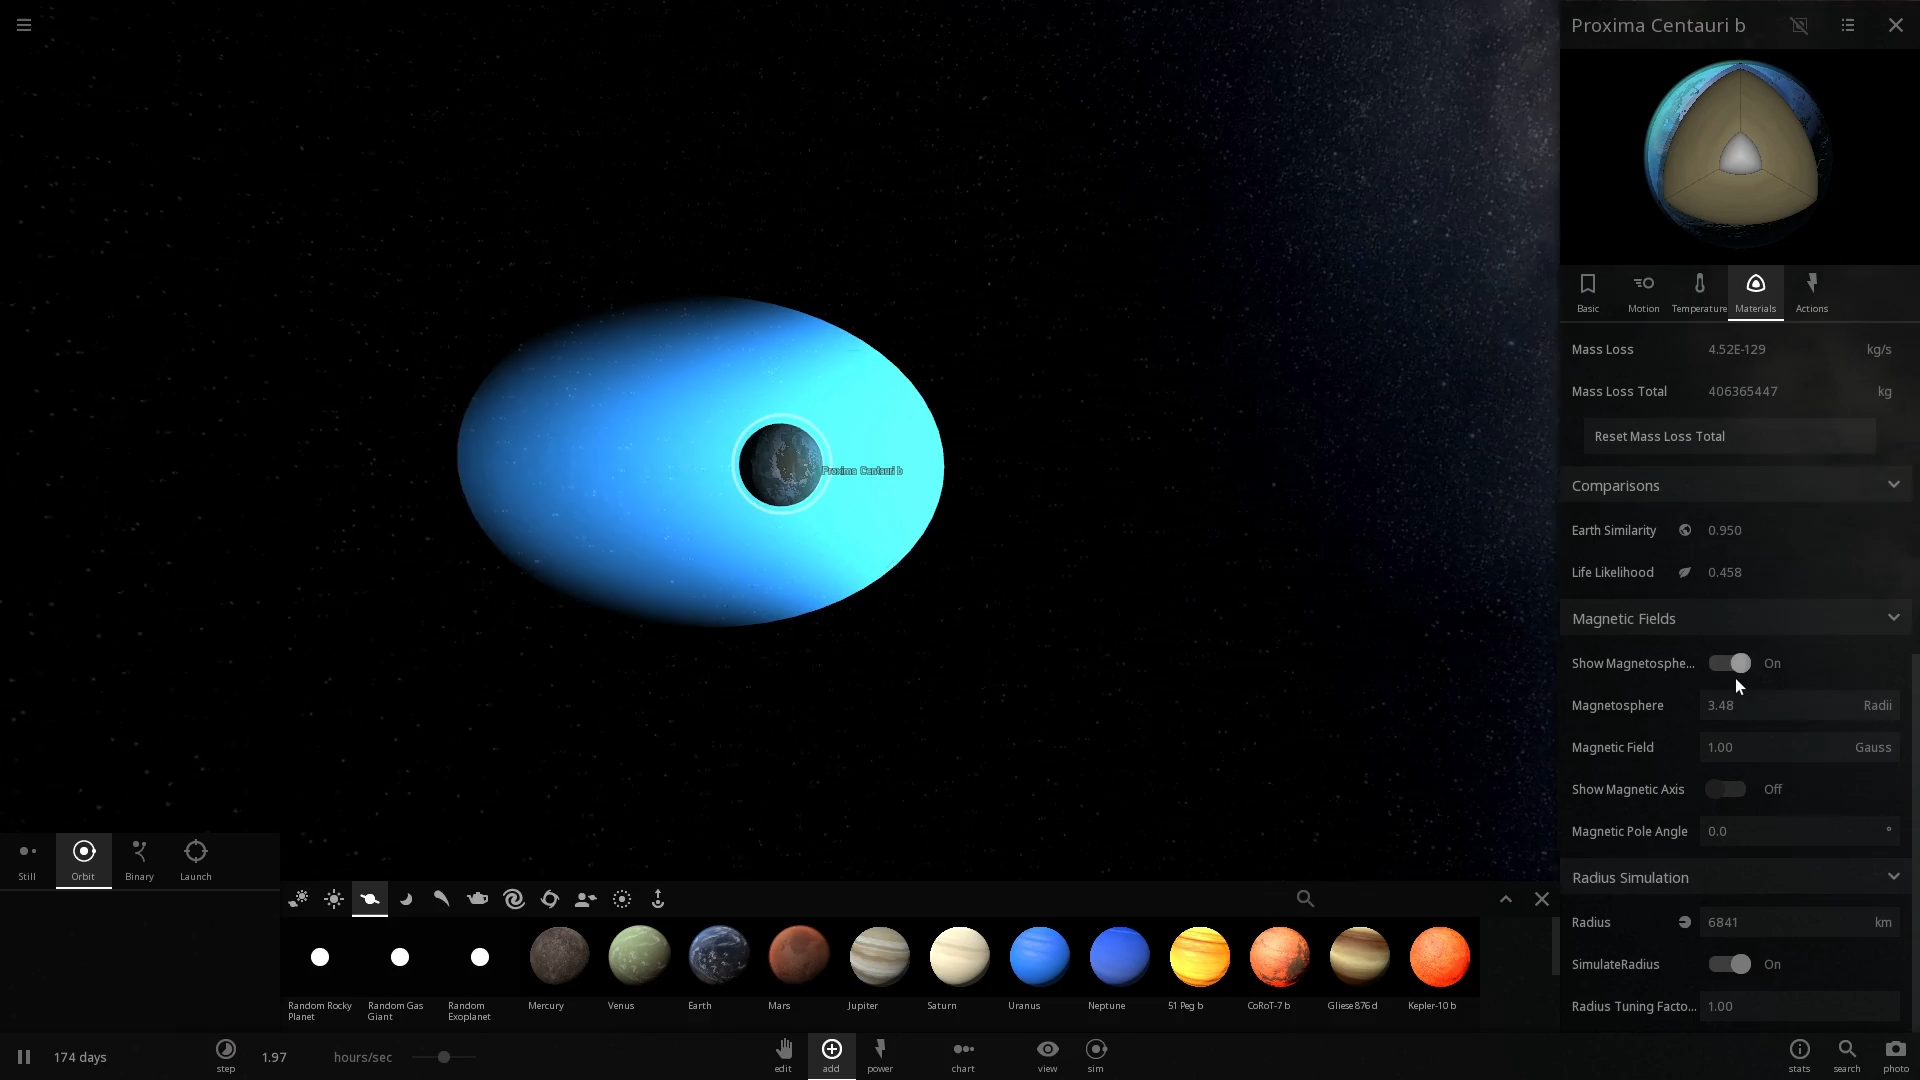 Proxima Centauri b
Proxima Centauri b
Basic
Motion
Temperature
Materials
Actions
Mass Loss 4.52E-129 kg/s
Mass Loss Total 406365447 kg
Reset Mass Loss Total
Comparisons
Earth Similarity 0.950
Life Likelihood 0.458
Magnetic Fields
Show Magnetosphe... On
Magnetosphere 3.48 Radii
Magnetic Field 1.00 Gauss
Show Magnetic Axis Off
Magnetic Pole Angle 0.0 °
Radius Simulation
Radius 6841 km
SimulateRadius On
Radius Tuning Facto... 1.00
Still
Orbit
Binary
Launch
Random Rocky
Planet
Random Gas
Giant
Random
Exoplanet
Mercury
Venus
Earth
Mars
Jupiter
Saturn
Uranus
Neptune
51 Peg b
CoRoT-7 b
Gliese 876 d
Kepler-10 b
174 days
step
1.97 hours/sec
edit
add
power
chart
view
sim
stats
search
photo